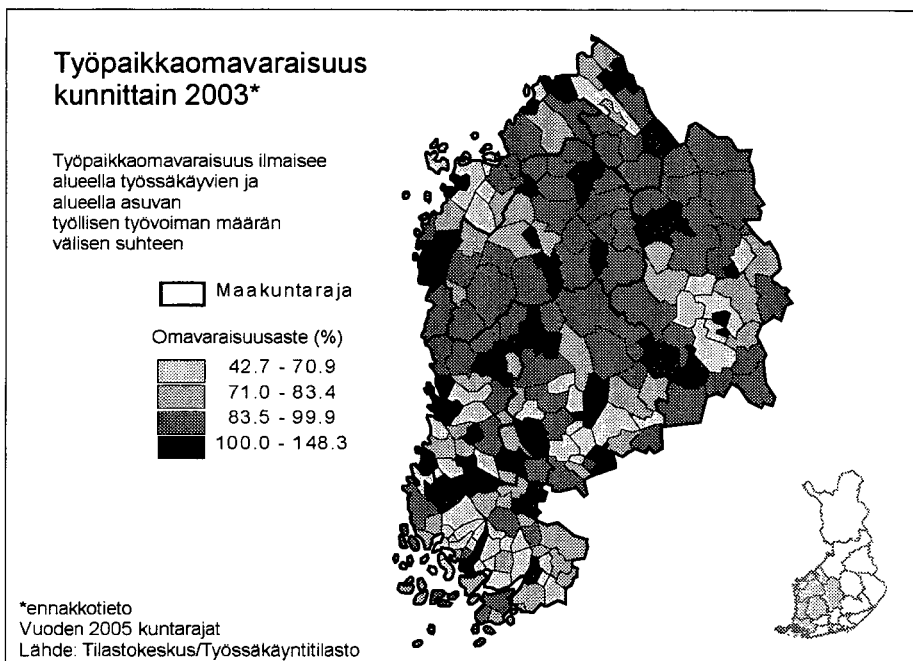 Työpaikkaomavaraisuus
kunnittain 2003*
Työpaikkaomavaraisuus ilmaisee
alueella työssäkäyvien ja
alueella asuvan
työllisen työvoiman määrän
välisen suhteen
Maakuntaraja
Omavaraisuusaste (%)
42.7 - 70.9
71.0 - 83.4
83.5 - 99.9
100.0 - 148.3
*ennakkotieto
Vuoden 2005 kuntarajat
Lähde: Tilastokeskus/Työssäkäyntitilasto